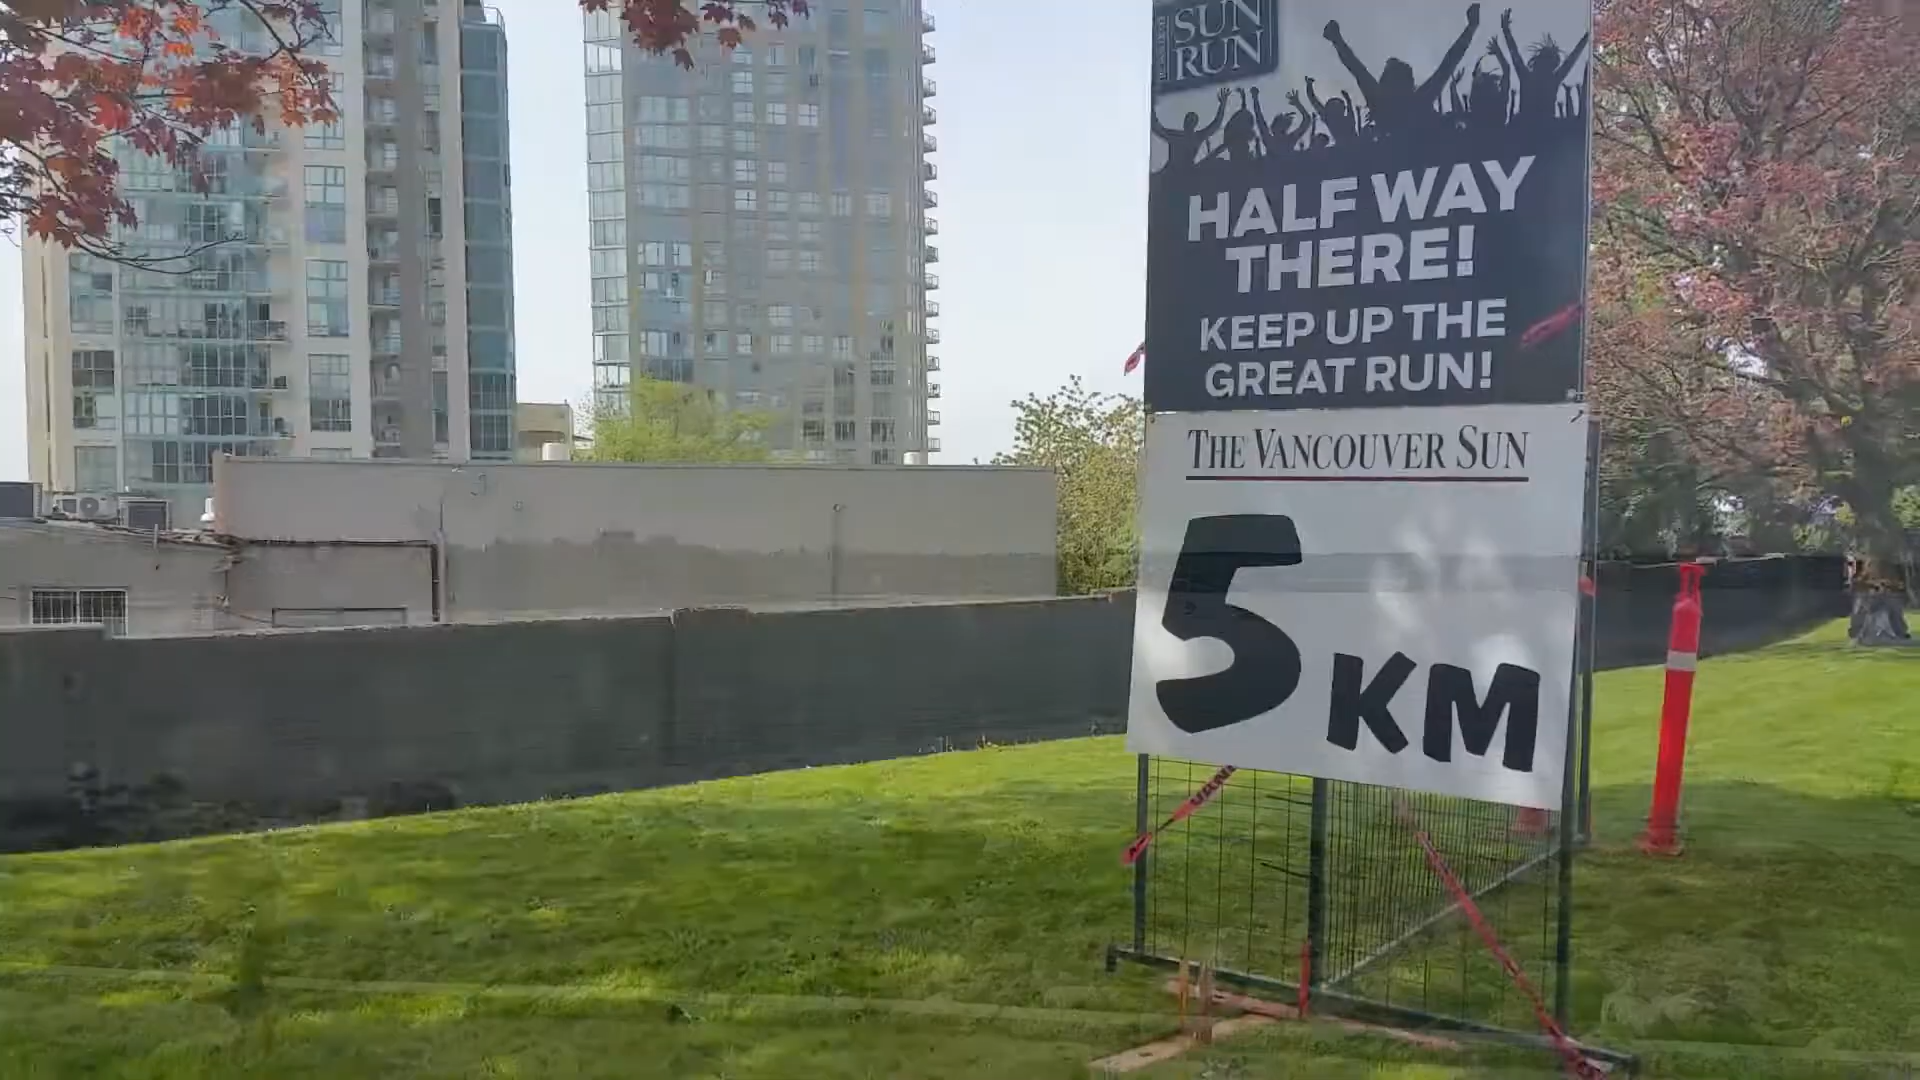 SUN
RUN
HALF WAY
THERE!
KEEP UP THE
GREAT RUN!
THE VANCOUVER SUN
5 KM